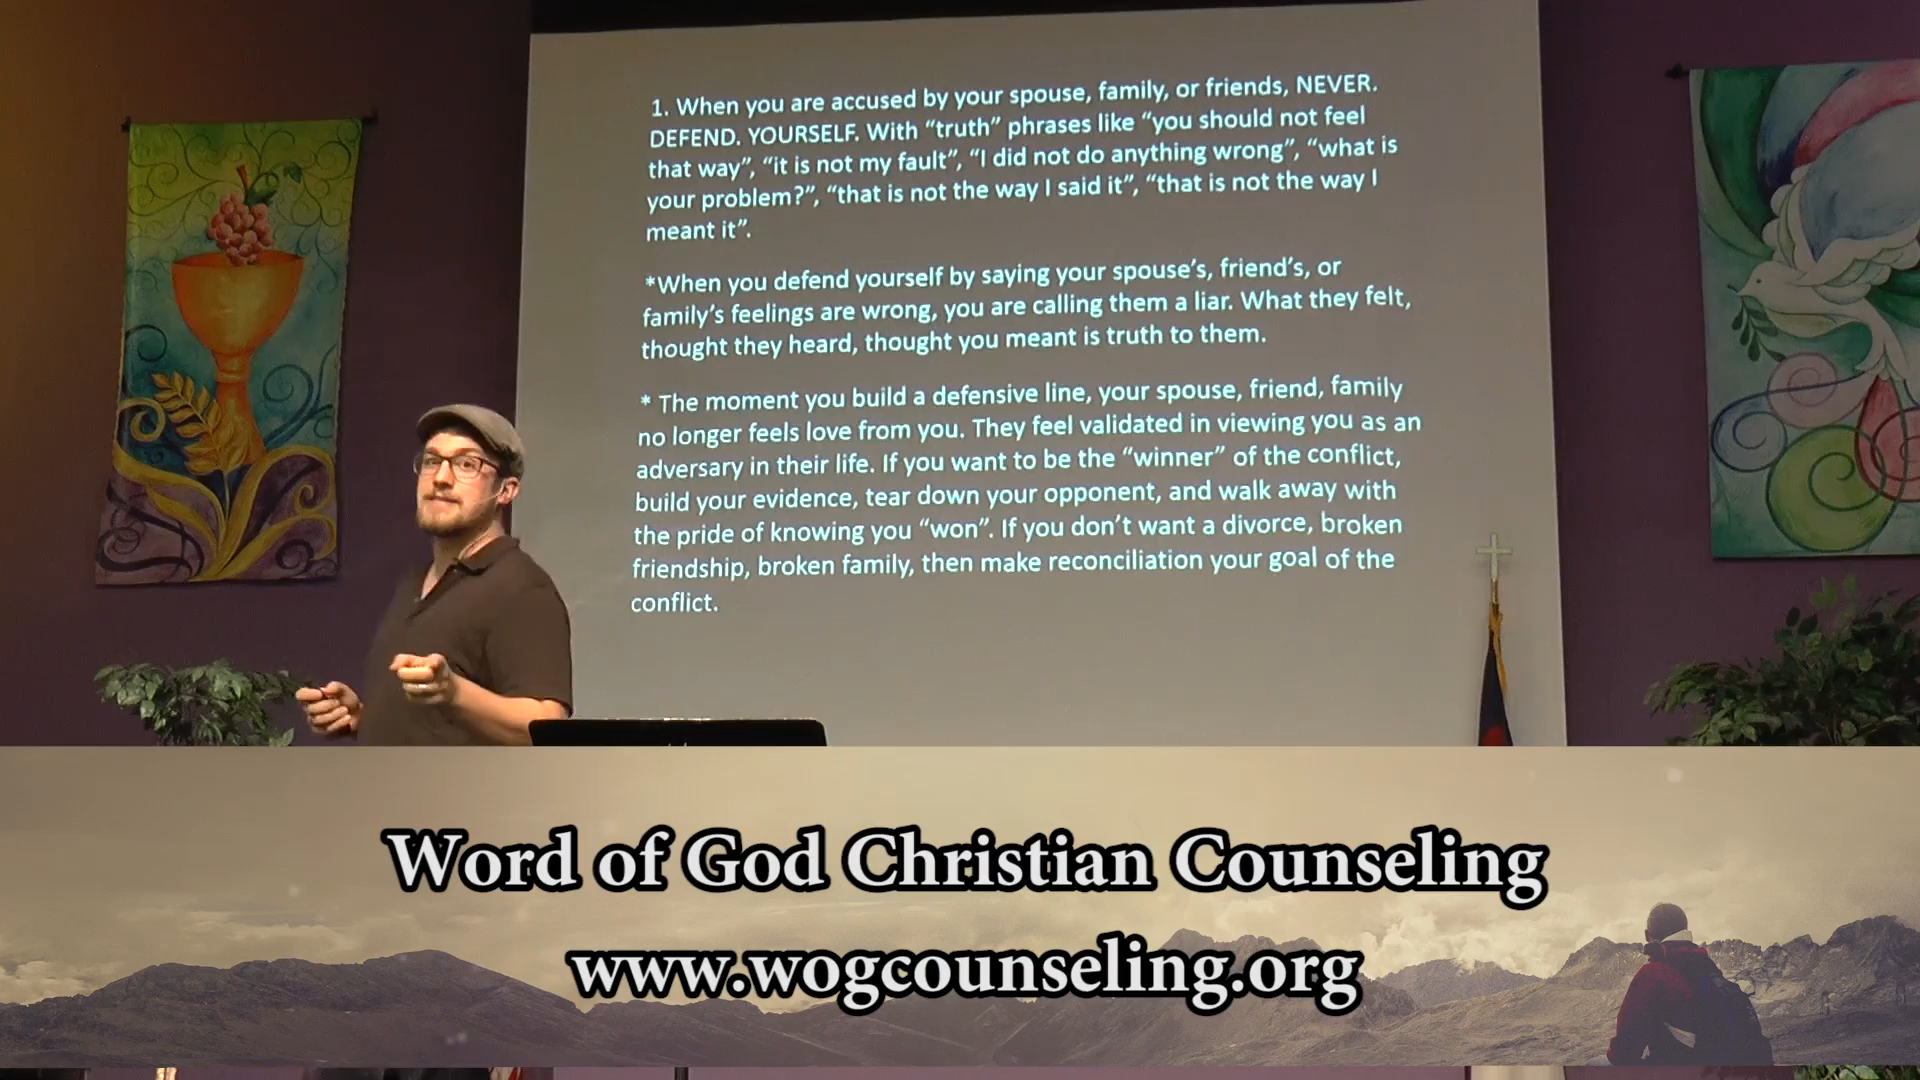 1. When you are accused by your spouse, family, or friends, NEVER.
DEFEND. YOURSELF. With “truth” phrases like “you should not feel
that way”, “it is not my fault”, “I did not do anything wrong”, “what is
your problem?”, “that is not the way I said it”, “that is not the way I
meant it”.
*When you defend yourself by saying your spouse’s, friend’s, or
family’s feelings are wrong, you are calling them a liar. What they felt,
thought they heard, thought you meant is truth to them.
* The moment you build a defensive line, your spouse, friend, family
no longer feels love from you. They feel validated in viewing you as an
adversary in their life. If you want to be the “winner” of the conflict,
build your evidence, tear down your opponent, and walk away with
the pride of knowing you “won”. If you don’t want a divorce, broken
friendship, broken family, then make reconciliation your goal of the
conflict.
Word of God Christian Counseling
www.wogcounseling.org